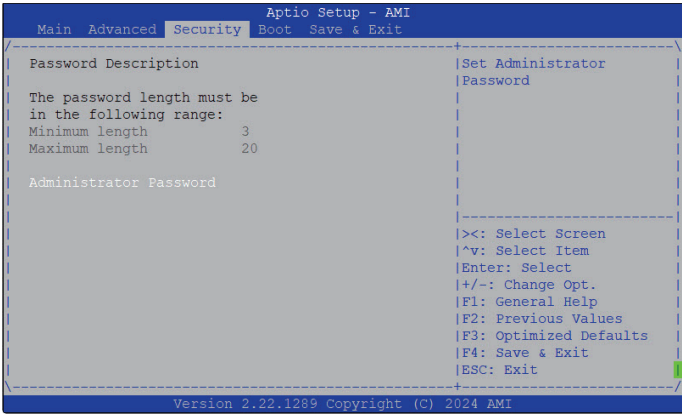 Aptio Setup - AMI
Main Advanced Security Boot Save & Exit
Password Description
The password length must be
in the following range:
Minimum length 3
Maximum length 20
Administrator Password
Set Administrator
Password
><: Select Screen
^v: Select Item
Enter: Select
+/-: Change Opt.
F1: General Help
F2: Previous Values
F3: Optimized Defaults
F4: Save & Exit
ESC: Exit
Version 2.22.1289 Copyright (C) 2024 AMI